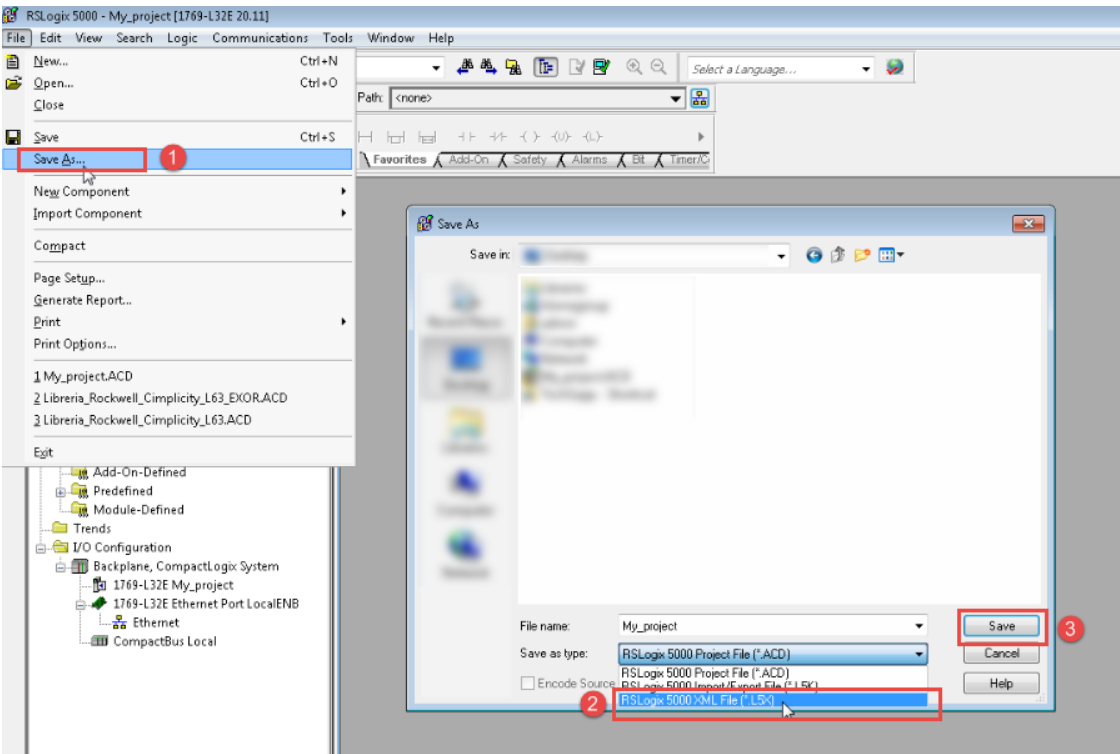 RSLogix 5000 - My_project [1769-L32E 20.11]
File Edit View Search Logic Communications Tools Window Help
New... Ctrl+N
Open... Ctrl+O
Close
Save Ctrl+S
Save As... 1
New Component
Import Component
Compact
Page Setup...
Generate Report...
Print
Print Options...
1 My_project.ACD
2 Libreria_Rockwell_Cimplicity_L63_EXOR.ACD
3 Libreria_Rockwell_Cimplicity_L63.ACD
Exit
Select a Language...
Path: <none>
Favorites Add-On Safety Alarms Bit Timer/C
Add-On-Defined
Predefined
Module-Defined
Trends
I/O Configuration
Backplane, CompactLogix System
1769-L32E My_project
1769-L32E Ethernet Port LocalENB
Ethernet
CompactBus Local
Save As
Save in:
File name: My_project Save 3
Save as type: RSLogix 5000 Project File (*.ACD) Cancel
RSLogix 5000 Project File (*.ACD)
Encode Source RSLogix 5000 Import/Export File (*.L5K) Help
2 RSLogix 5000 XML File (*.L5X)